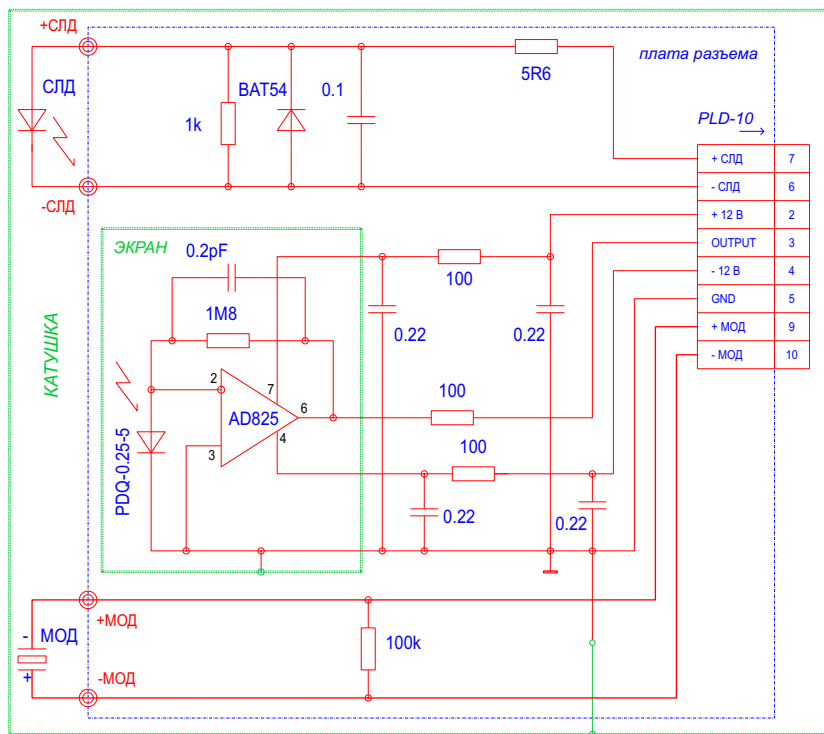 +СЛД
плата разъема
СЛД
BAT54
0.1
5R6
1k
PLD-10
+ СЛД 7
- СЛД 6
-СЛД
+ 12 В 2
ЭКРАН
OUTPUT 3
0.2pF
- 12 В 4
100
GND 5
1M8
0.22
0.22
+ МОД 9
КАТУШКА
- МОД 10
2
7
100
AD825
6
PDQ-0.25-5
3
4
100
0.22
0.22
+МОД
-
МОД
100k
+
-МОД